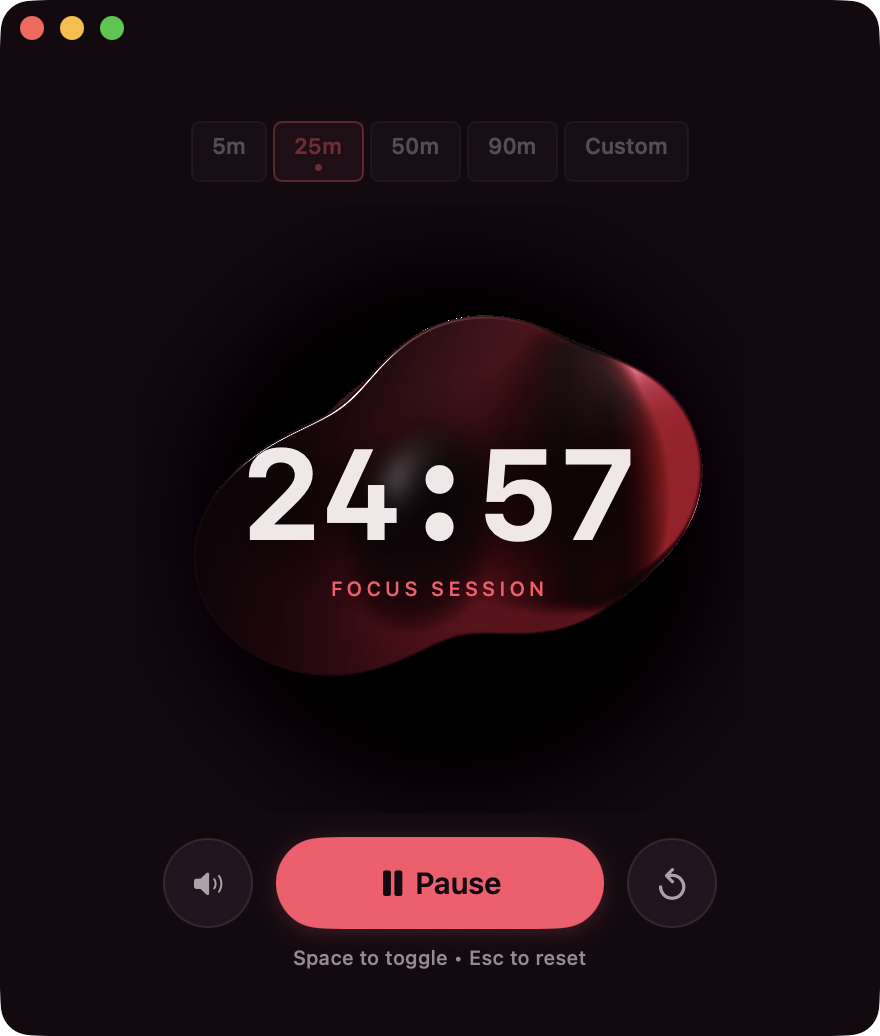 5m 25m 50m 90m Custom
24:57
FOCUS SESSION
Pause
Space to toggle • Esc to reset